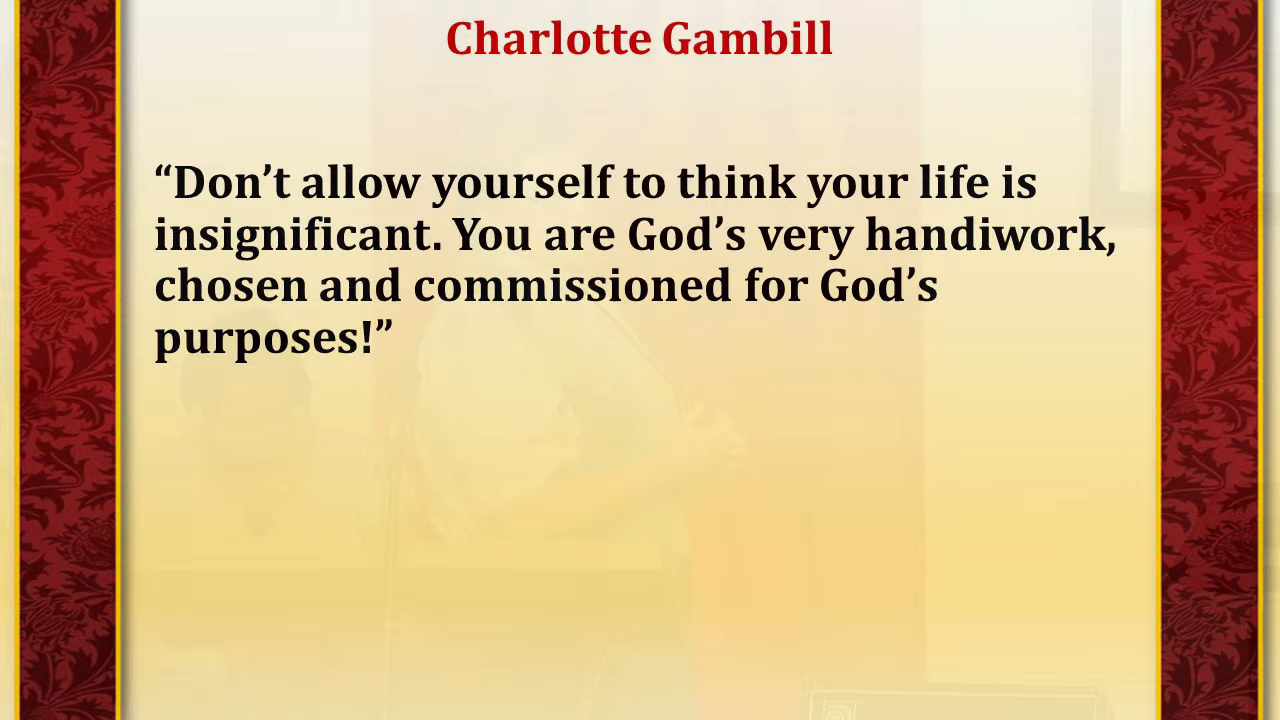 Charlotte Gambill
“Don’t allow yourself to think your life is
insignificant. You are God’s very handiwork,
chosen and commissioned for God’s
purposes!”